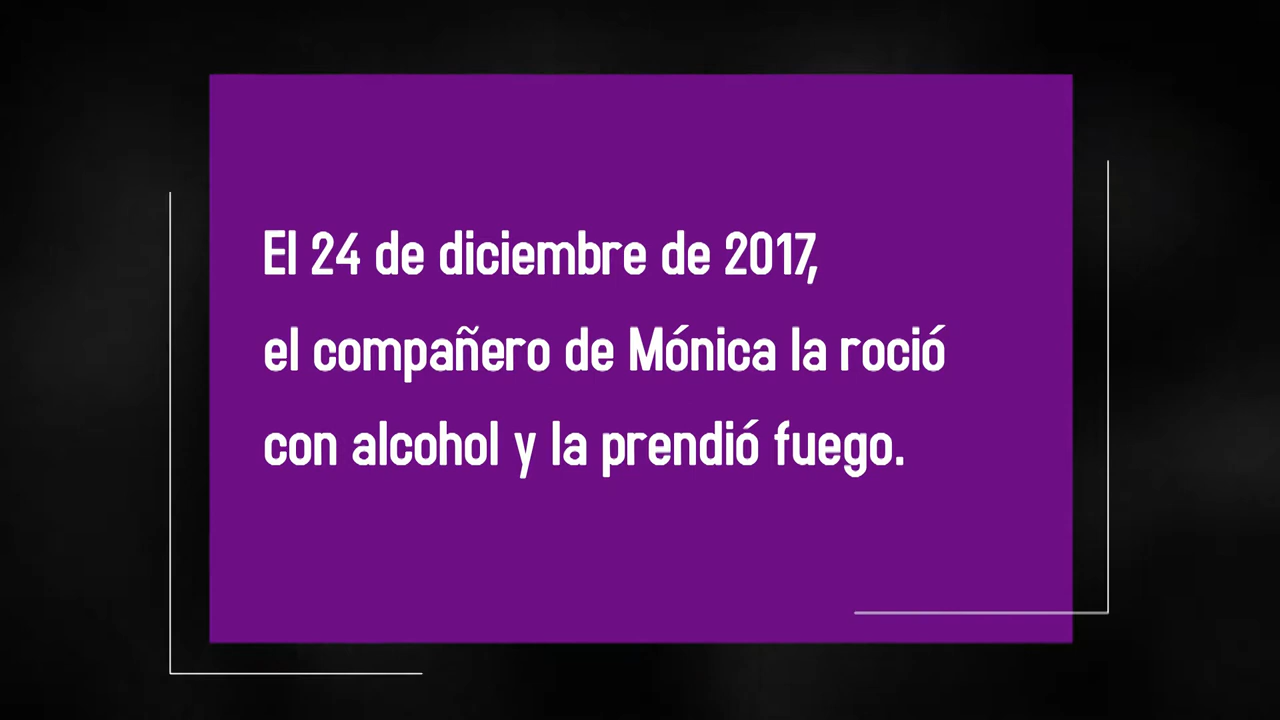 El 24 de diciembre de 2017,
el compañero de Mónica la roció
con alcohol y la prendió fuego.